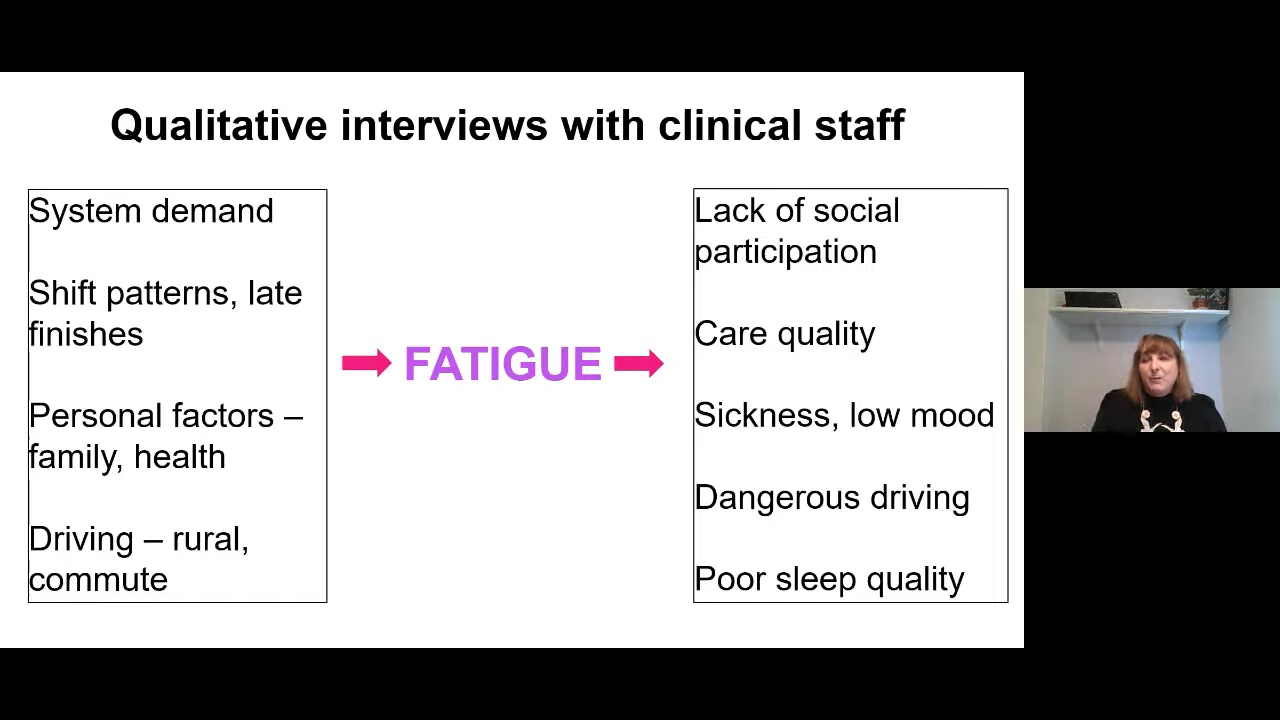 Qualitative interviews with clinical staff
System demand
Shift patterns, late
finishes
Personal factors –
family, health
Driving – rural,
commute
FATIGUE
Lack of social
participation
Care quality
Sickness, low mood
Dangerous driving
Poor sleep quality